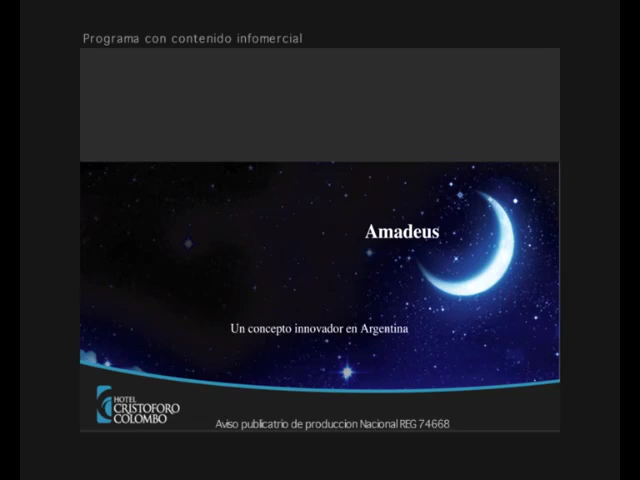 Programa con contenido infomercial
Amadeus
Un concepto innovador en Argentina
HOTEL
CRISTOFORO
COLOMBO
Aviso publicatrio de produccion Nacional REG 74668